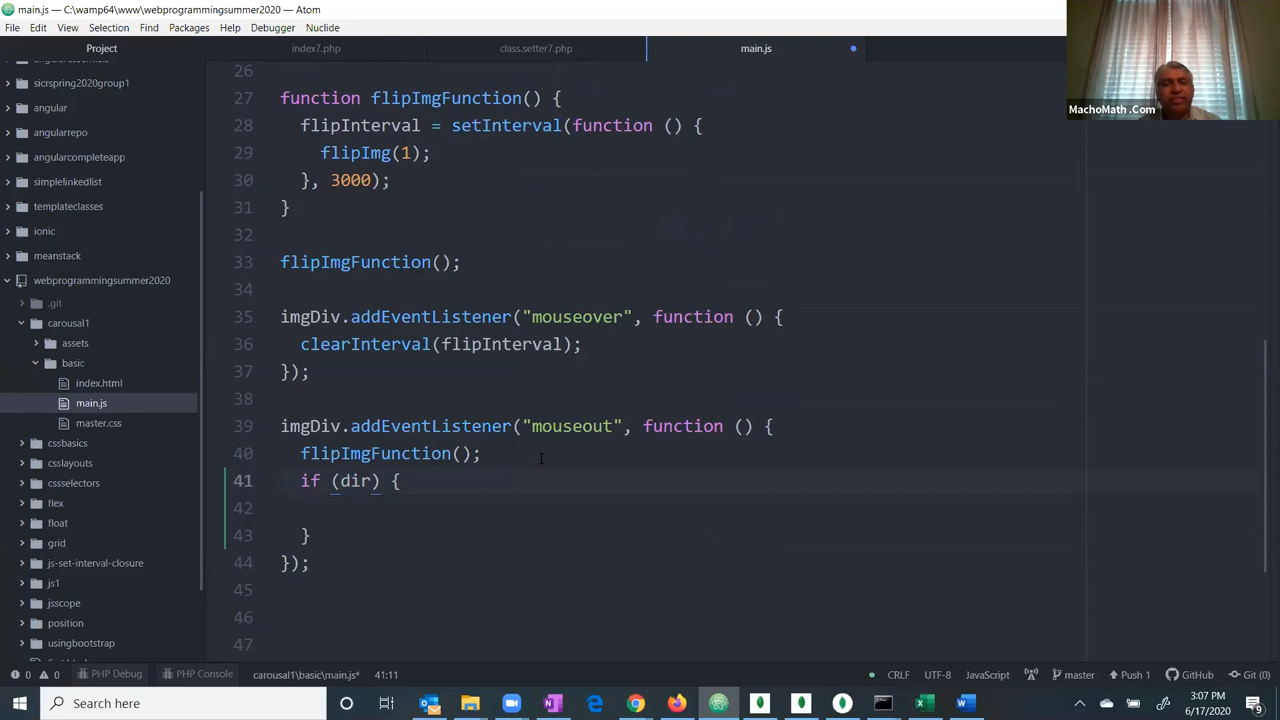 main.js — C:\wamp64\www\webprogrammingsummer2020 — Atom
File Edit View Selection Find Packages Help Debugger Nuclide
Project
index7.php
class.setter7.php
main.js
MachoMath .Com
sicrspring2020group1
angular
angularrepo
angularcompleteapp
simplelinkedlist
templateclasses
ionic
meanstack
webprogrammingsummer2020
.git
carousal1
assets
basic
index.html
main.js
master.css
cssbasics
csslayouts
cssselectors
flex
float
grid
js-set-interval-closure
js1
jsscope
position
usingbootstrap
26
27 function flipImgFunction() {
28 flipInterval = setInterval(function () {
29 flipImg(1);
30 }, 3000);
31 }
32
33 flipImgFunction();
34
35 imgDiv.addEventListener("mouseover", function () {
36 clearInterval(flipInterval);
37 });
38
39 imgDiv.addEventListener("mouseout", function () {
40 flipImgFunction();
41 if (dir) {
42
43 }
44 });
45
46
47
0 0 PHP Debug PHP Console carousal1\basic\main.js* 41:11 CRLF UTF-8 JavaScript master Push 1 GitHub Git (0)
Search here
3:07 PM
6/17/2020
9